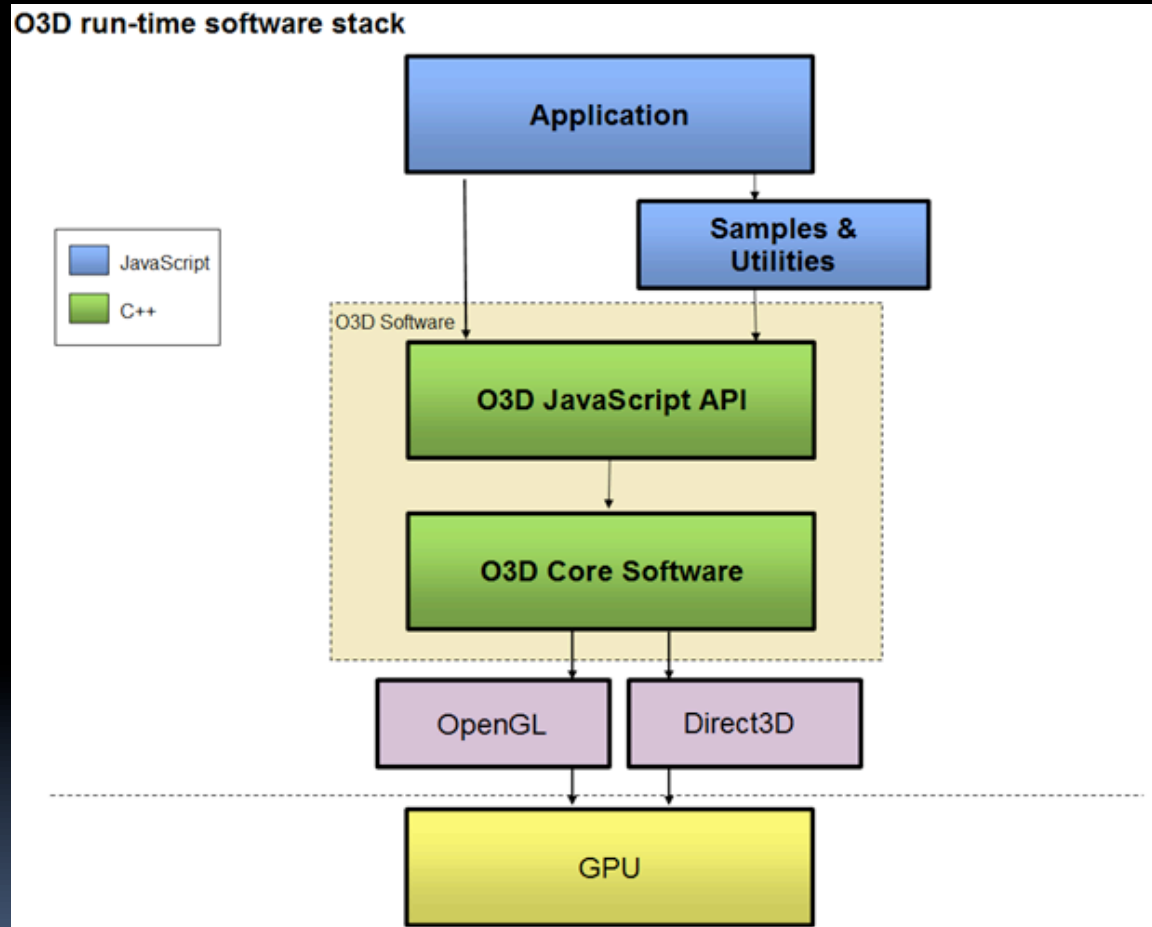 O3D run-time software stack
Application
Samples &
Utilities
JavaScript
C++
O3D Software
O3D JavaScript API
O3D Core Software
OpenGL
Direct3D
GPU